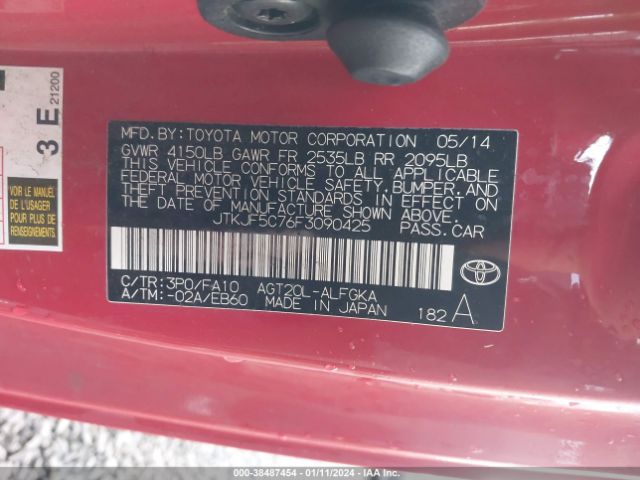 3 E
21200
VOIR LE MANUEL
DE L'USAGER
POUR PLUS DE
RENSEIGNEMENTS
MFD. BY: TOYOTA MOTOR CORPORATION 05/14
GVWR 4150LB GAWR FR 2535LB RR 2095LB
THIS VEHICLE CONFORMS TO ALL APPLICABLE
FEDERAL MOTOR VEHICLE SAFETY, BUMPER, AND
THEFT PREVENTION STANDARDS IN EFFECT ON
THE DATE OF MANUFACTURE SHOWN ABOVE.
JTKJF5C76F3090425 PASS.CAR
C/TR: 3P0/FA10 AGT20L-ALFGKA
A/TM: -02A/EB60 MADE IN JAPAN
182 A
000-38487454 - 01/11/2024 - IAAI.CA